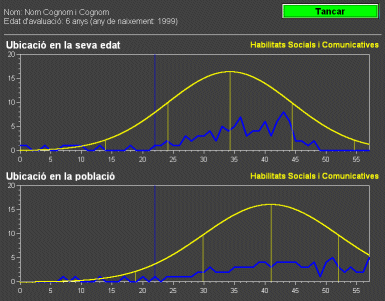 Nom: Nom Cognom i Cognom
Edat d'avaluació: 6 anys (any de naixement: 1999)
Tancar
Ubicació en la seva edat
Habilitats Socials i Comunicatives
20
15
10
5
0
0 5 10 15 20 25 30 35 40 45 50 55
Ubicació en la població
Habilitats Socials i Comunicatives
20
15
10
5
0
0 5 10 15 20 25 30 35 40 45 50 55